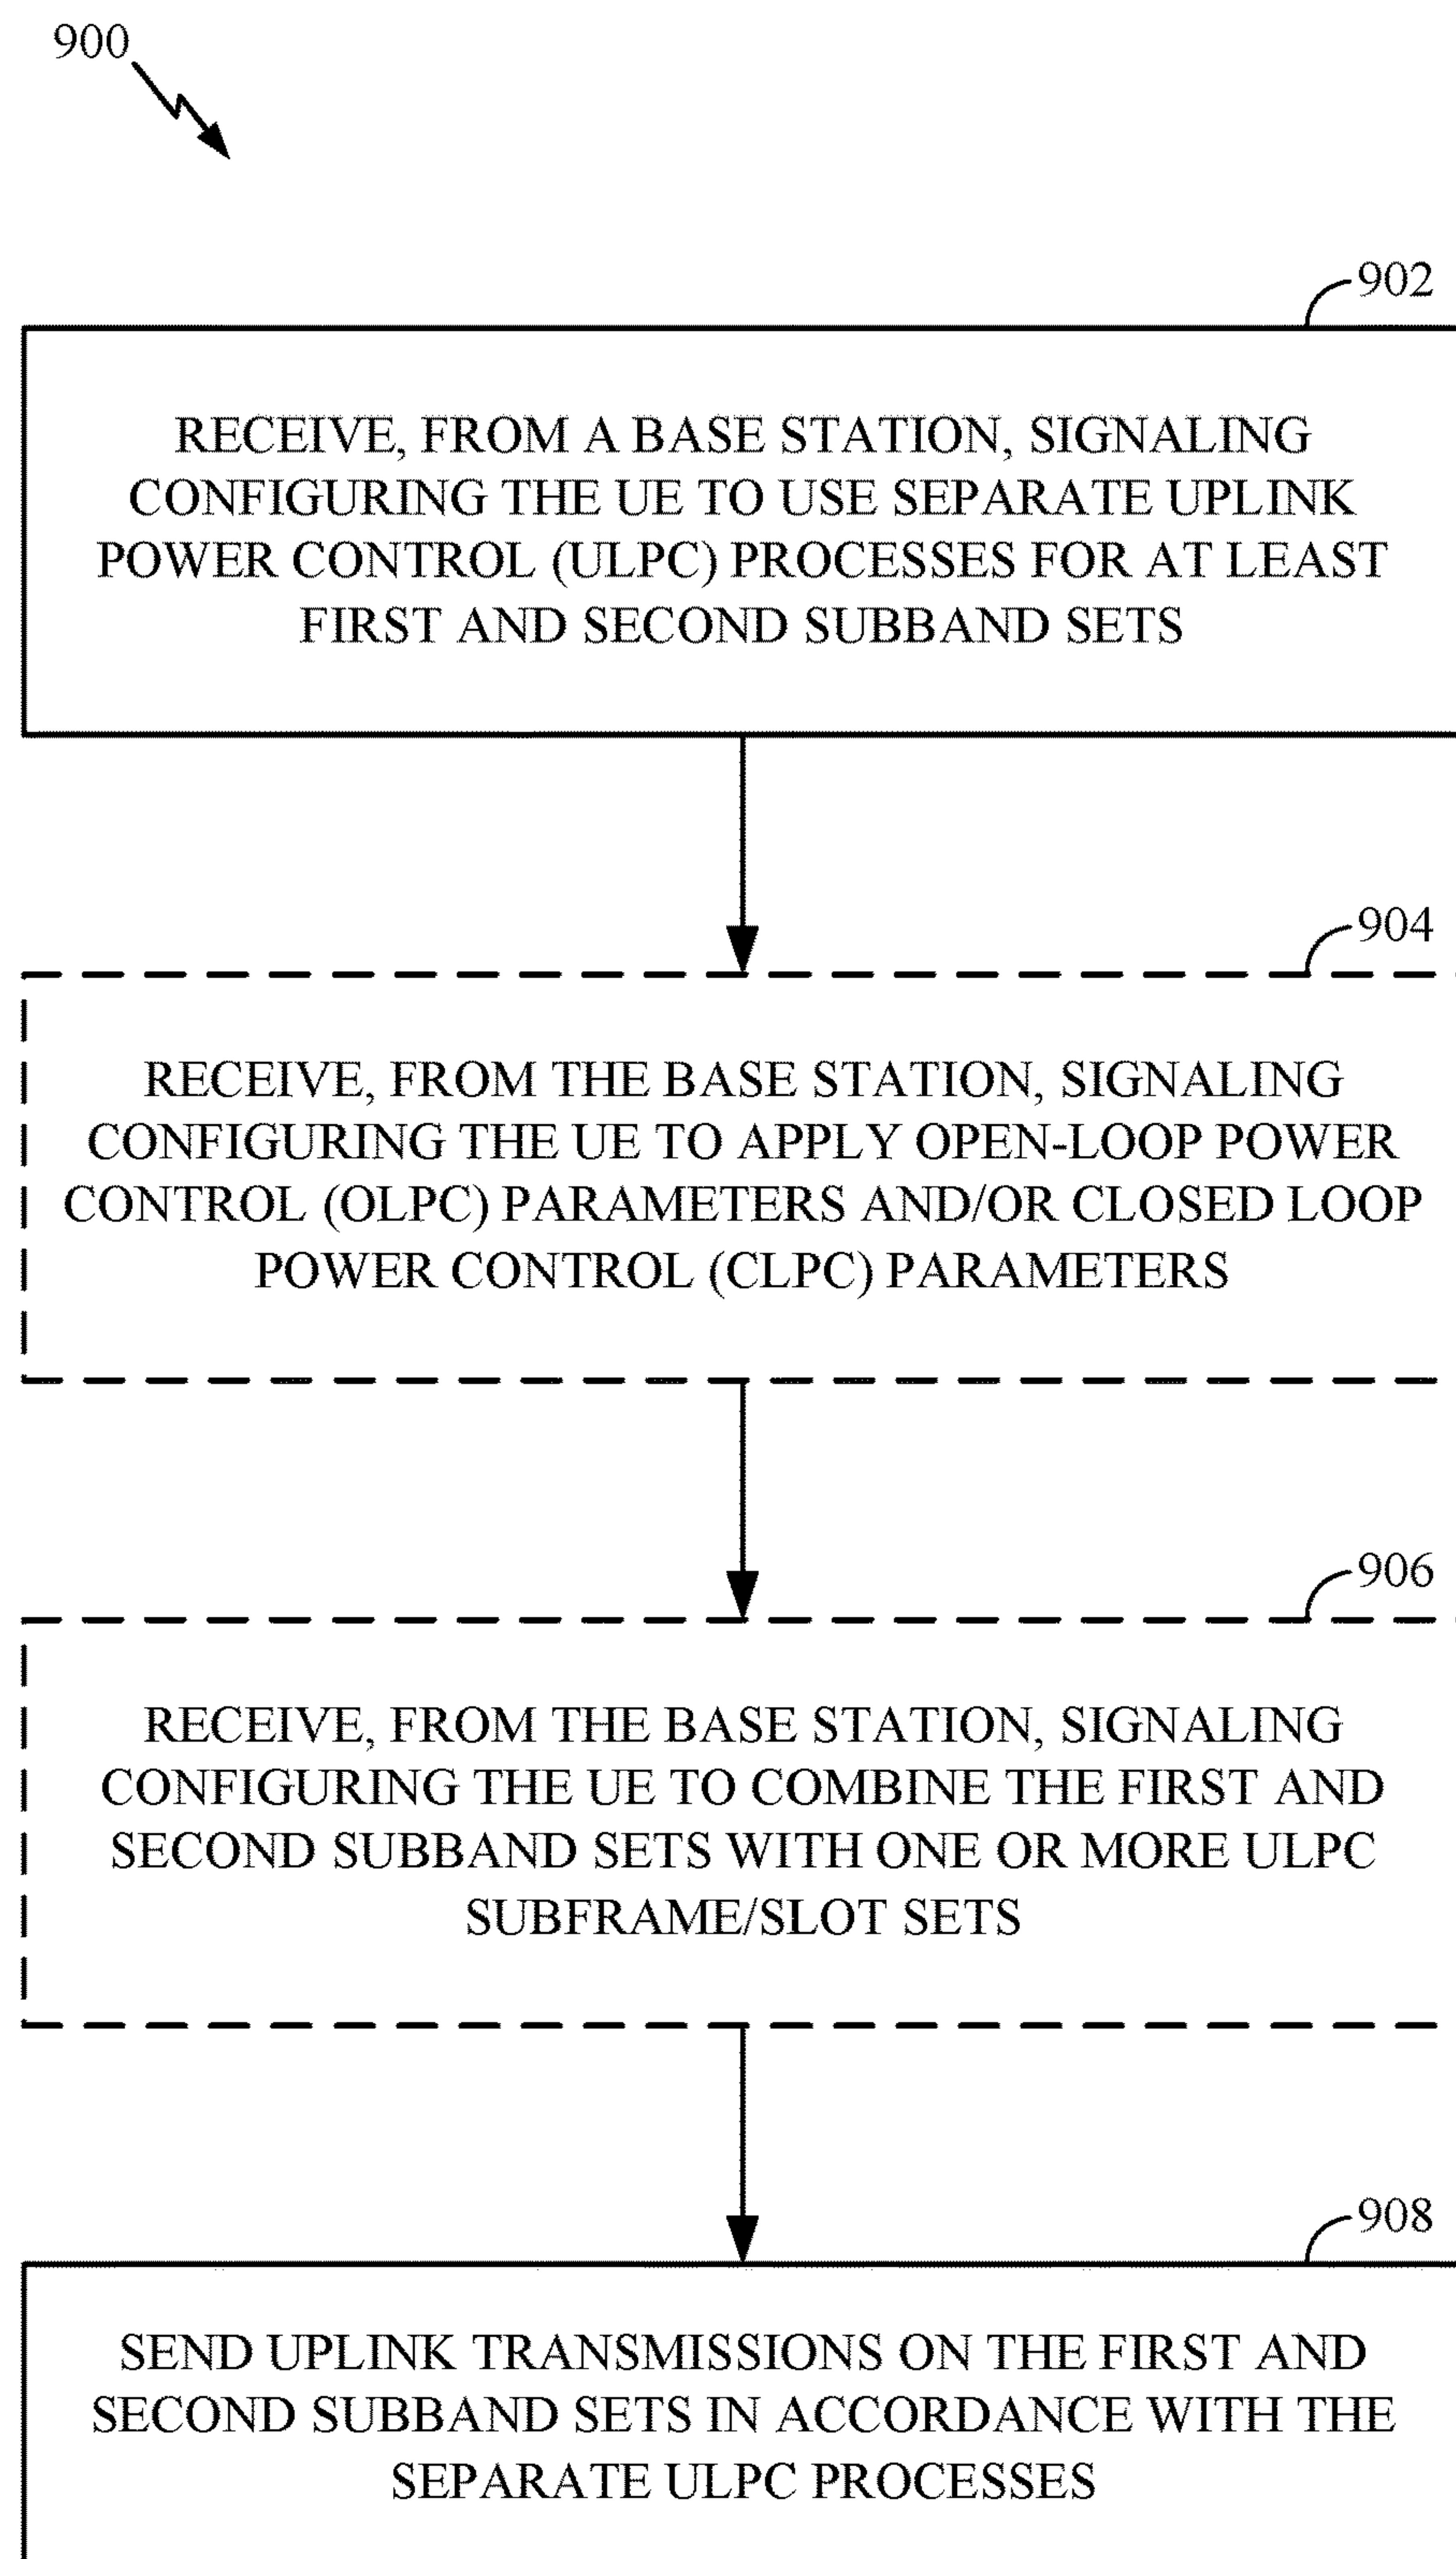 900
902
RECEIVE, FROM A BASE STATION, SIGNALING
CONFIGURING THE UE TO USE SEPARATE UPLINK
POWER CONTROL (ULPC) PROCESSES FOR AT LEAST
FIRST AND SECOND SUBBAND SETS
904
RECEIVE, FROM THE BASE STATION, SIGNALING
CONFIGURING THE UE TO APPLY OPEN-LOOP POWER
CONTROL (OLPC) PARAMETERS AND/OR CLOSED LOOP
POWER CONTROL (CLPC) PARAMETERS
906
RECEIVE, FROM THE BASE STATION, SIGNALING
CONFIGURING THE UE TO COMBINE THE FIRST AND
SECOND SUBBAND SETS WITH ONE OR MORE ULPC
SUBFRAME/SLOT SETS
908
SEND UPLINK TRANSMISSIONS ON THE FIRST AND
SECOND SUBBAND SETS IN ACCORDANCE WITH THE
SEPARATE ULPC PROCESSES